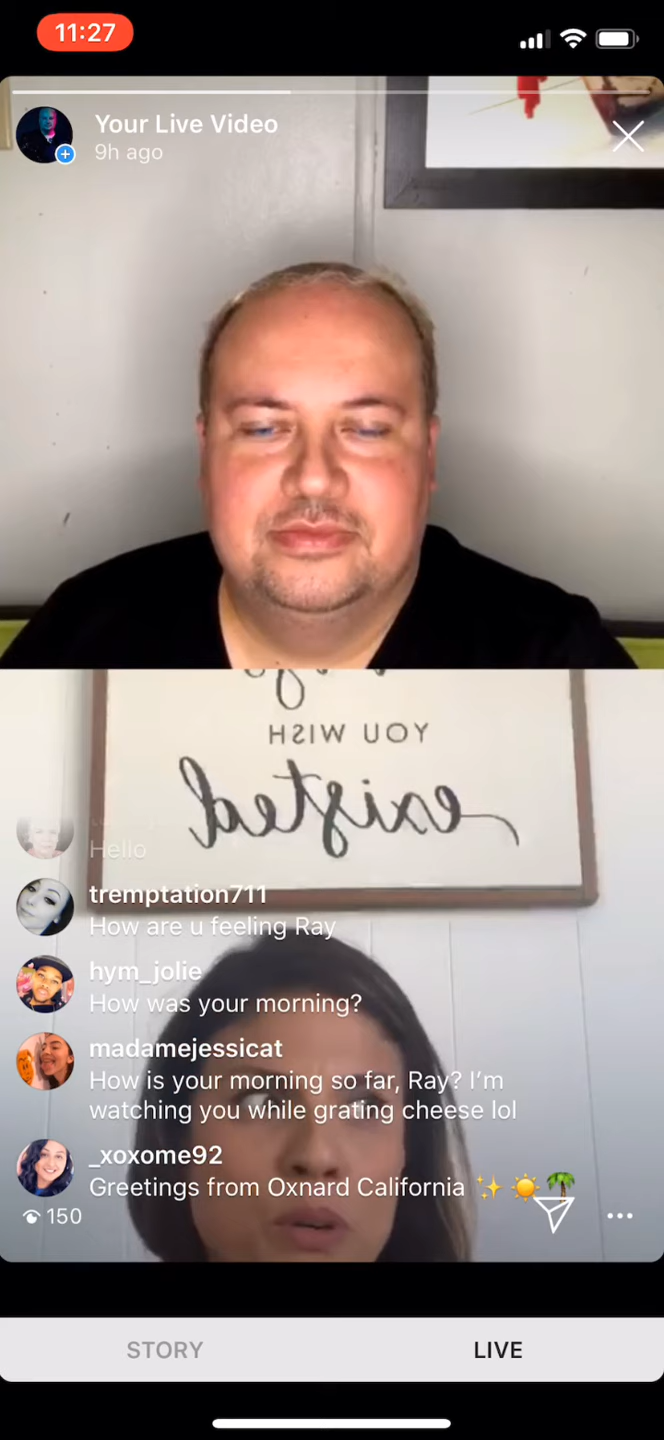 11:27
Your Live Video
9h ago
YOU WISH
existed
Hello
tremptation711
How are u feeling Ray
hym_jolie
How was your morning?
madamejessicat
How is your morning so far, Ray? I'm
watching you while grating cheese lol
_xoxome92
Greetings from Oxnard California ✨ ☀️ 🌴
150
STORY
LIVE